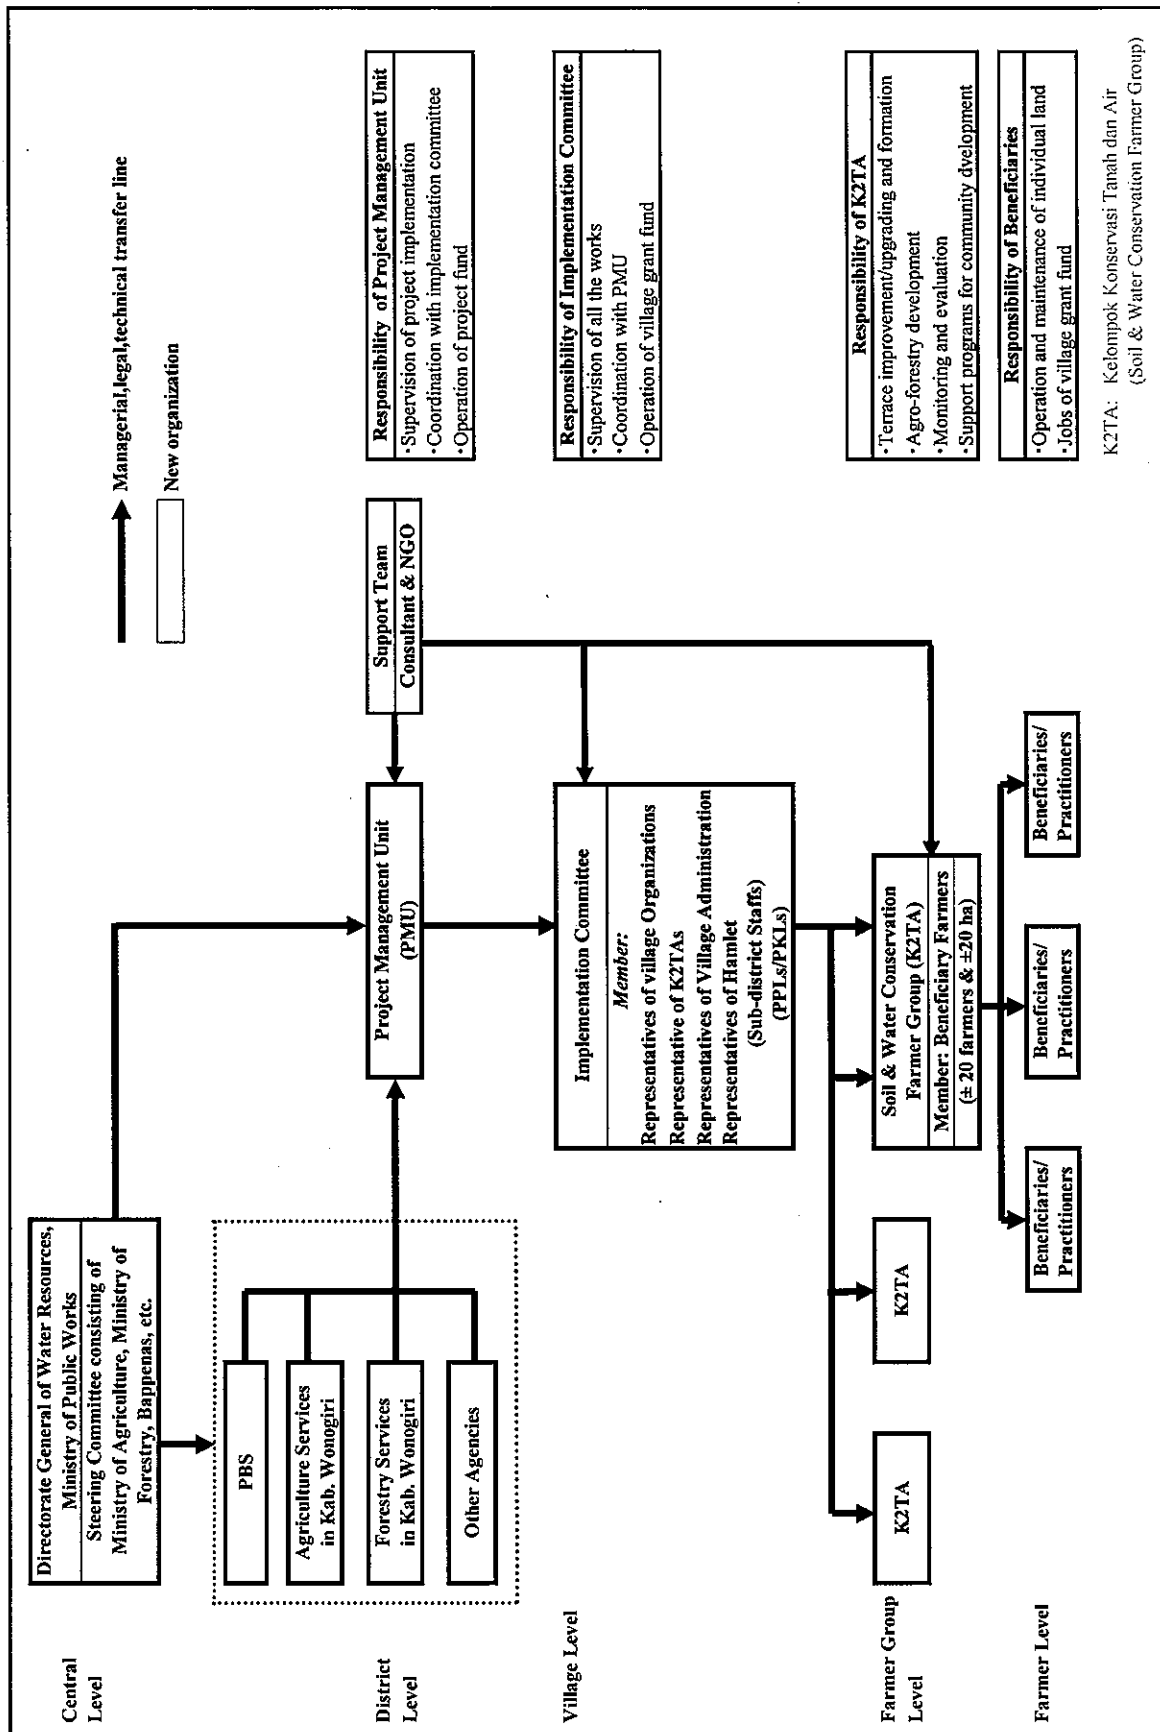 Managerial,legal,technical transfer line
New organization
Central
Level
Directorate General of Water Resources,
Ministry of Public Works
Steering Committee consisting of
Ministry of Agriculture, Ministry of
Forestry, Bappenas, etc.
District
Level
PBS
Agriculture Services
in Kab. Wonogiri
Forestry Services
in Kab. Wonogiri
Other Agencies
Project Management Unit
(PMU)
Support Team
Consultant & NGO
Responsibility of Project Management Unit
・Supervision of project implementation
・Coordination with implementation committee
・Operation of project fund
Village Level
Implementation Committee
Member:
Representatives of village Organizations
Representative of K2TAs
Representatives of Village Administration
Representatives of Hamlet
(Sub-district Staffs)
(PPLs/PKLs)
Responsibility of Implementation Committee
・Supervision of all the works
・Coordination with PMU
・Operation of village grant fund
Farmer Group
Level
K2TA
K2TA
Soil & Water Conservation
Farmer Group (K2TA)
Member: Beneficiary Farmers
(± 20 farmers & ±20 ha)
Responsibility of K2TA
・Terrace improvement/upgrading and formation
・Agro-forestry development
・Monitoring and evaluation
・Support programs for community dvelopment
Farmer Level
Beneficiaries/
Practitioners
Beneficiaries/
Practitioners
Beneficiaries/
Practitioners
Responsibility of Beneficiaries
・Operation and maintenance of individual land
・Jobs of village grant fund
K2TA: Kelompok Konservasi Tanah dan Air
(Soil & Water Conservation Farmer Group)